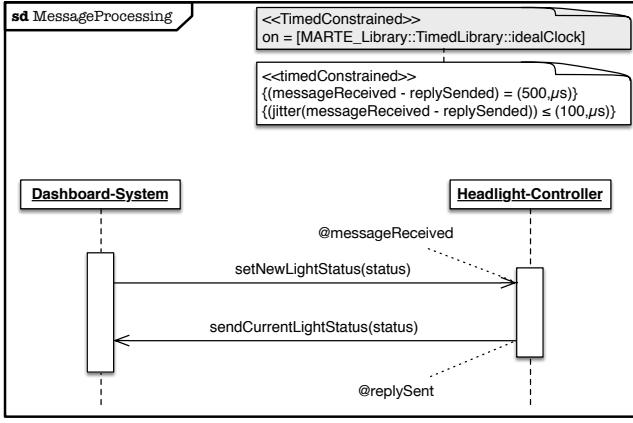 sd MessageProcessing
<<TimedConstrained>>
on = [MARTE_Library::TimedLibrary::idealClock]
<<timedConstrained>>
{(messageReceived - replySended) = (500,µs)}
{(jitter(messageReceived - replySended)) ≤ (100,µs)}
Dashboard-System
Headlight-Controller
@messageReceived
setNewLightStatus(status)
sendCurrentLightStatus(status)
@replySent